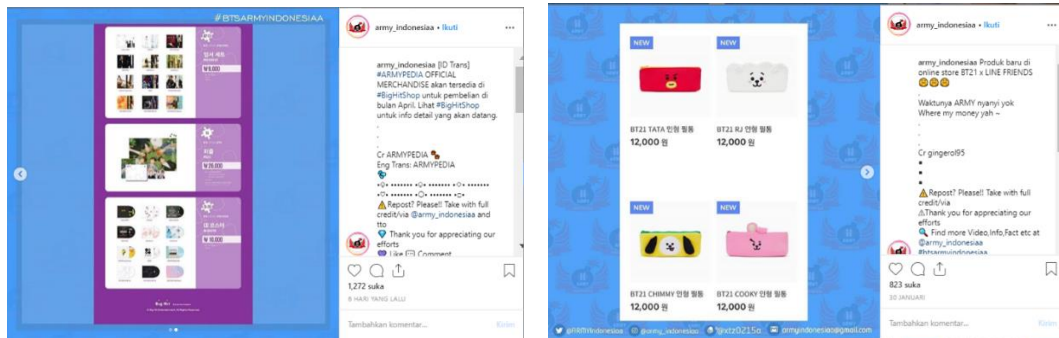 #BTSARMYINDONESIAA
₩ 18,000
Big Hit
army_indonesiaa • Ikuti
army_indonesiaa [ID Trans]
#ARMYPEDIA OFFICIAL
MERCHANDISE akan tersedia di
#BigHitShop untuk pembelian di
bulan April. Lihat #BigHitShop
untuk info detail yang akan datang.
.
.
.
Cr ARMYPEDIA
Eng Trans: ARMYPEDIA
Repost? Please!! Take with full
credit/via @army_indonesiaa and
tto
Thank you for appreciating our
efforts
Like Comment
1,272 suka
8 HARI YANG LALU
Tambahkan komentar...
Kirim
NEW
NEW
BT21 TATA 인형 필통
BT21 RJ 인형 필통
12,000 원
12,000 원
NEW
NEW
BT21 CHIMMY 인형 필통
BT21 COOKY 인형 필통
12,000 원
12,000 원
@army_indonesiaa
armyindonesiaa@gmail.com
army_indonesiaa • Ikuti
army_indonesiaa Produk baru di
online store BT21 x LINE FRIENDS
.
Waktunya ARMY nyanyi yok
Where my money yah ~
.
.
.
Cr gingerol95
Repost? Please!! Take with full
credit/via
Thank you for appreciating our
efforts
Find more Video,Info,Fact etc at
@army_indonesiaa
#btsarmyindonesiaa
823 suka
30 JANUARI
Tambahkan komentar...
Kirim